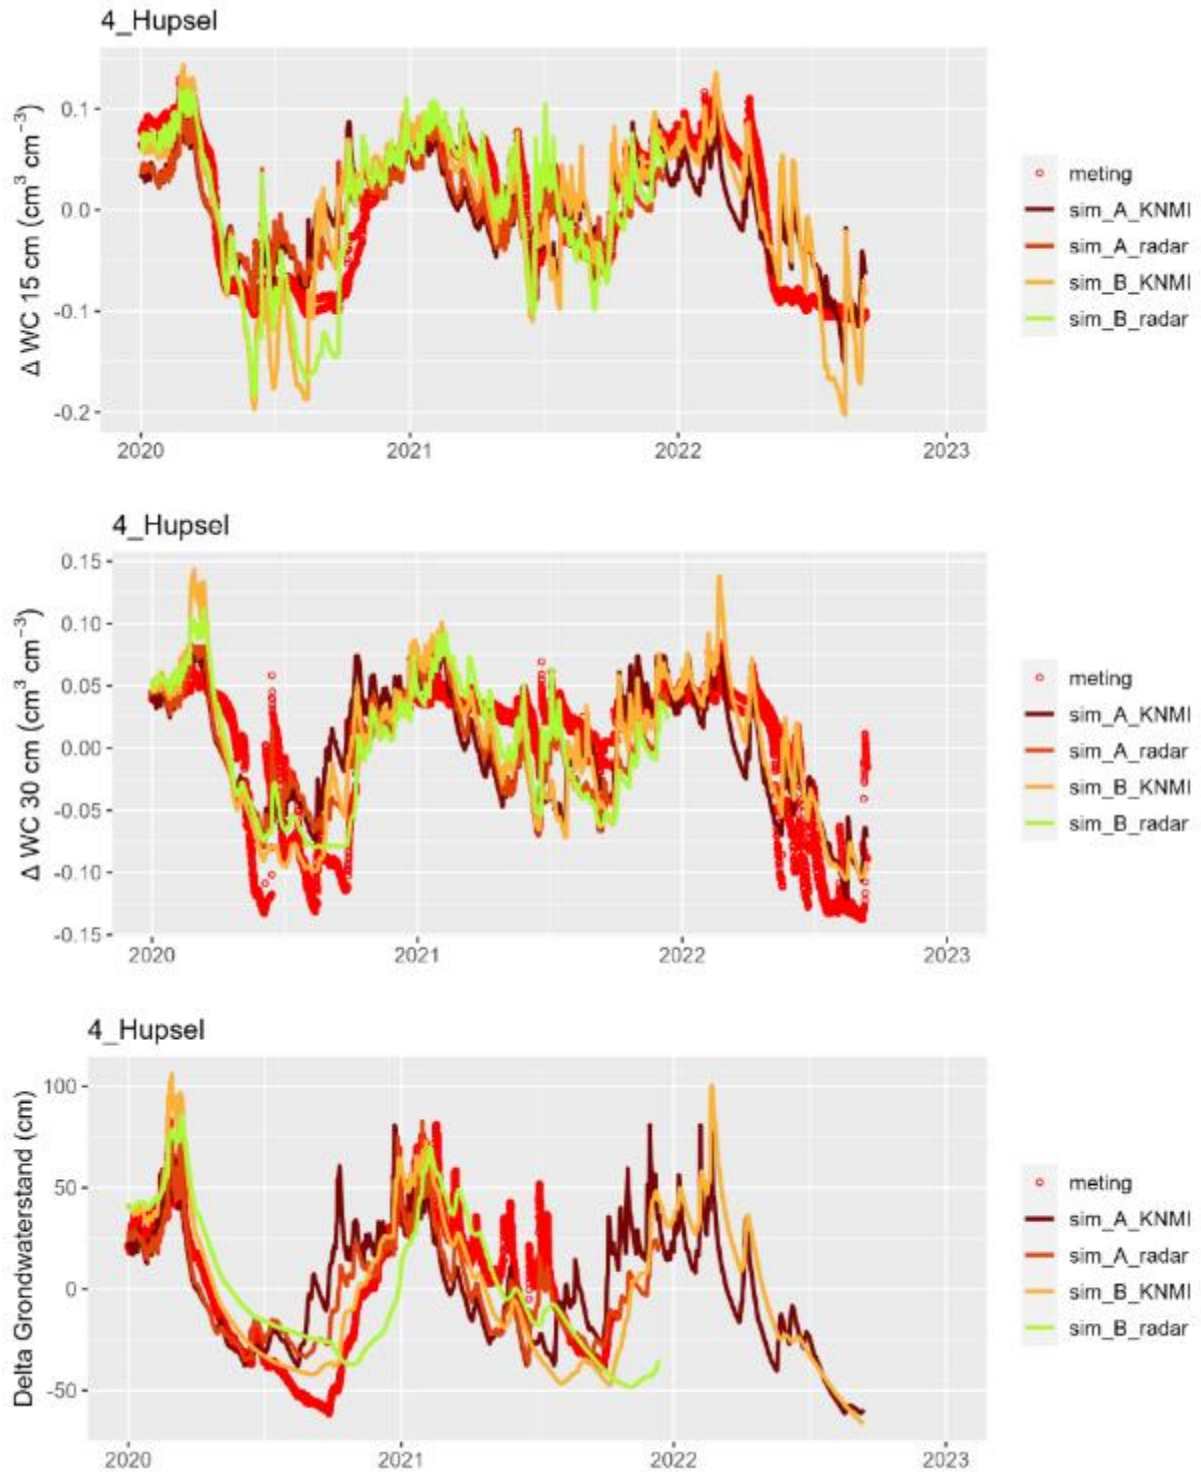 4_Hupsel
Δ WC 15 cm (cm³ cm⁻³)
0.1
0.0
-0.1
-0.2
2020 2021 2022 2023
meting
sim_A_KNMI
sim_A_radar
sim_B_KNMI
sim_B_radar
4_Hupsel
Δ WC 30 cm (cm³ cm⁻³)
0.15
0.10
0.05
0.00
-0.05
-0.10
-0.15
2020 2021 2022 2023
meting
sim_A_KNMI
sim_A_radar
sim_B_KNMI
sim_B_radar
4_Hupsel
Delta Grondwaterstand (cm)
100
50
0
-50
2020 2021 2022 2023
meting
sim_A_KNMI
sim_A_radar
sim_B_KNMI
sim_B_radar